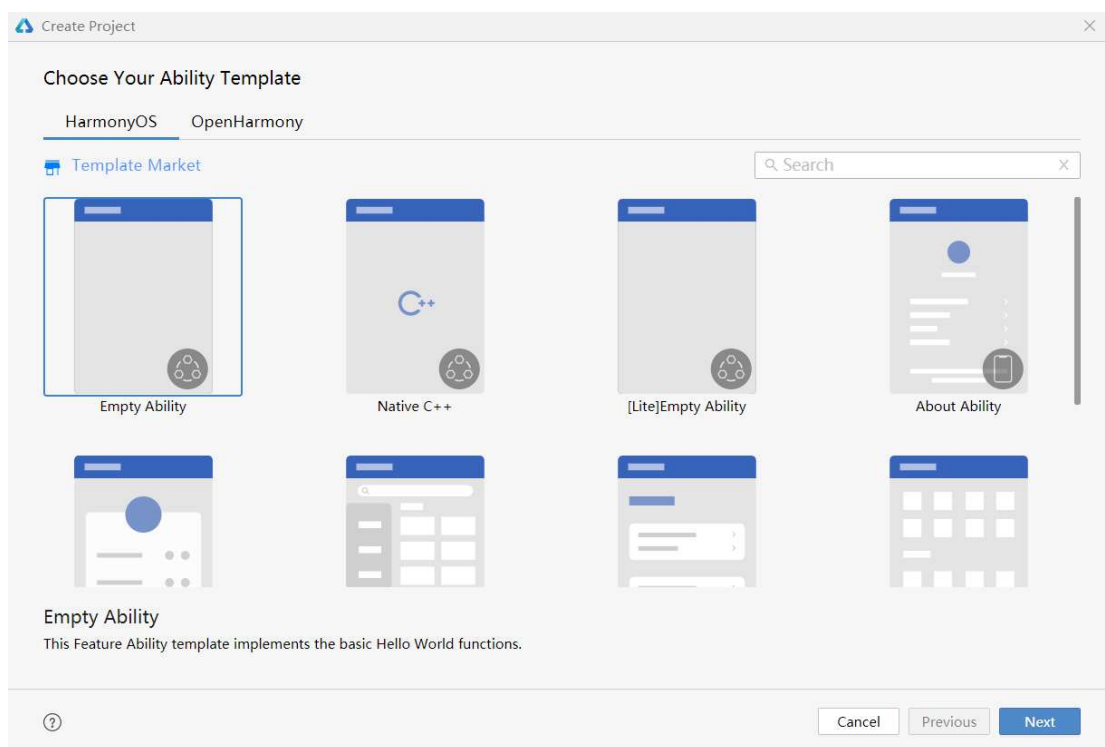 Create Project
Choose Your Ability Template
HarmonyOS OpenHarmony
Template Market
Search
C++
Empty Ability
Native C++
[Lite]Empty Ability
About Ability
Empty Ability
This Feature Ability template implements the basic Hello World functions.
?
Cancel Previous Next